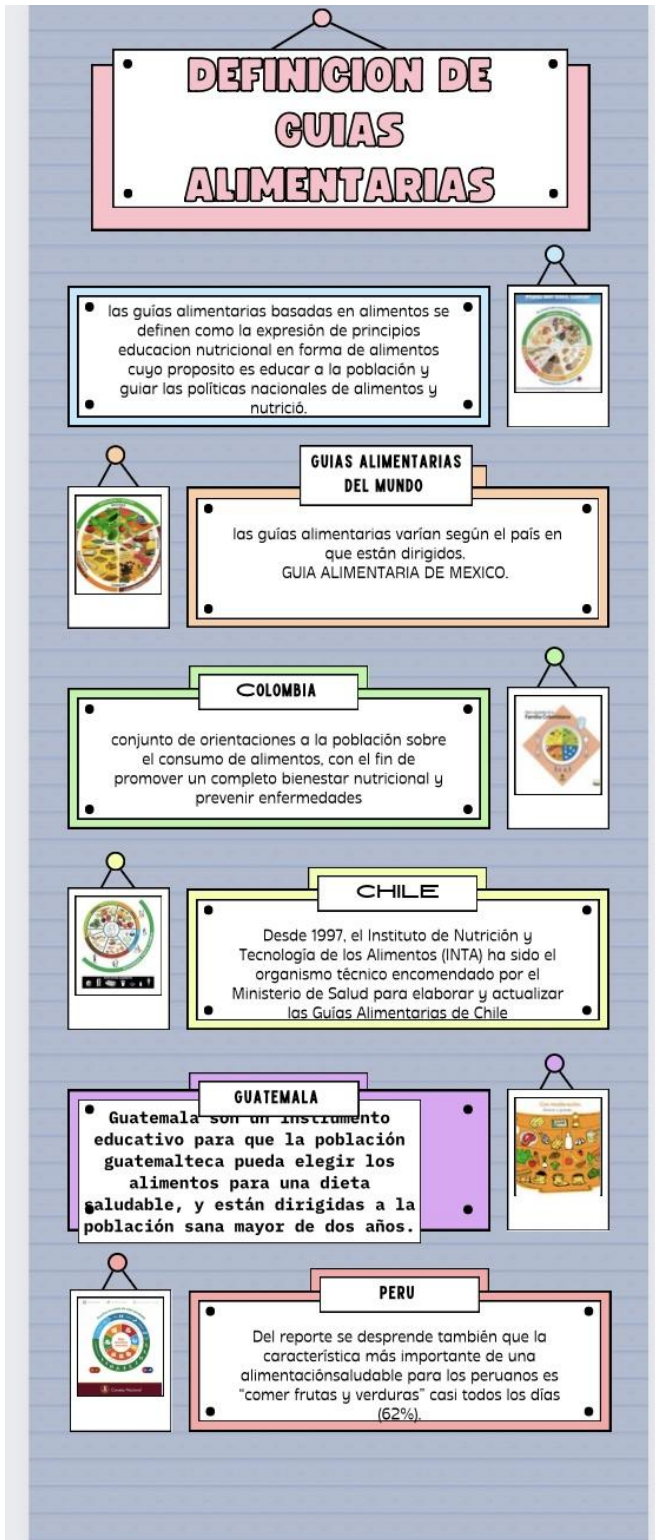 DEFINICION DE
GUIAS
ALIMENTARIAS
las guías alimentarias basadas en alimentos se
definen como la expresión de principios
educacion nutricional en forma de alimentos
cuyo proposito es educar a la población y
guiar las políticas nacionales de alimentos y
nutrició.
GUIAS ALIMENTARIAS
DEL MUNDO
las guías alimentarias varían según el país en
que están dirigidos.
GUIA ALIMENTARIA DE MEXICO.
COLOMBIA
Familia Colombiana
conjunto de orientaciones a la población sobre
el consumo de alimentos, con el fin de
promover un completo bienestar nutricional y
prevenir enfermedades
CHILE
Desde 1997, el Instituto de Nutrición y
Tecnología de los Alimentos (INTA) ha sido el
organismo técnico encomendado por el
Ministerio de Salud para elaborar y actualizar
las Guías Alimentarias de Chile
GUATEMALA
Guatemala son un instrumento
educativo para que la población
guatemalteca pueda elegir los
alimentos para una dieta
saludable, y están dirigidas a la
población sana mayor de dos años.
PERU
Del reporte se desprende también que la
característica más importante de una
alimentaciónsaludable para los peruanos es
“comer frutas y verduras” casi todos los días
(62%).